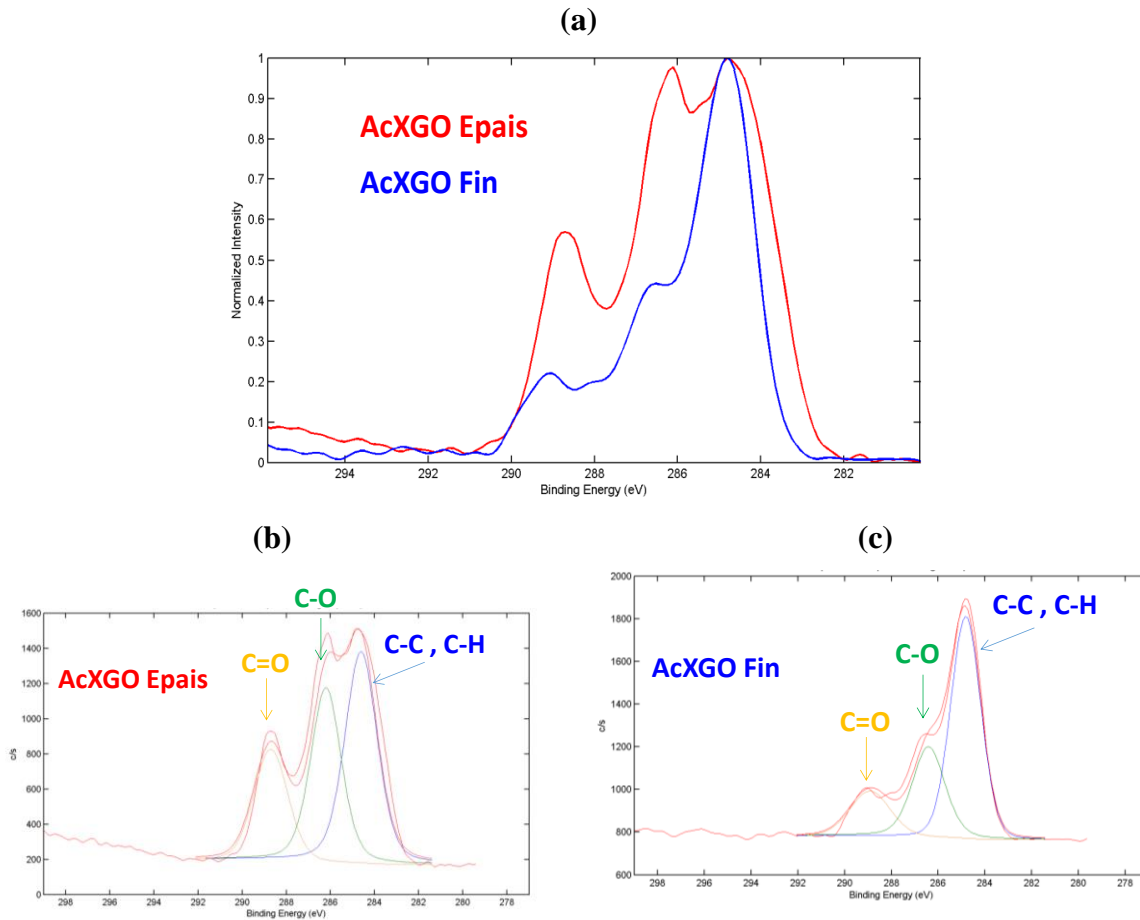 (a)
1
0.9
0.8
0.7
0.6
0.5
0.4
0.3
0.2
0.1
0
Normalized Intensity
AcXGO Epais
AcXGO Fin
294 292 290 288 286 284 282
Binding Energy (eV)
(b)
1600
1400
1200
1000
800
600
400
200
0
c/s
C-O
C=O
C-C , C-H
AcXGO Epais
298 296 294 292 290 288 286 284 282 280 278
Binding Energy (eV)
(c)
2000
1800
1600
1400
1200
1000
800
600
c/s
C-C , C-H
C-O
AcXGO Fin
C=O
298 296 294 292 290 288 286 284 282 280 278
Binding Energy (eV)